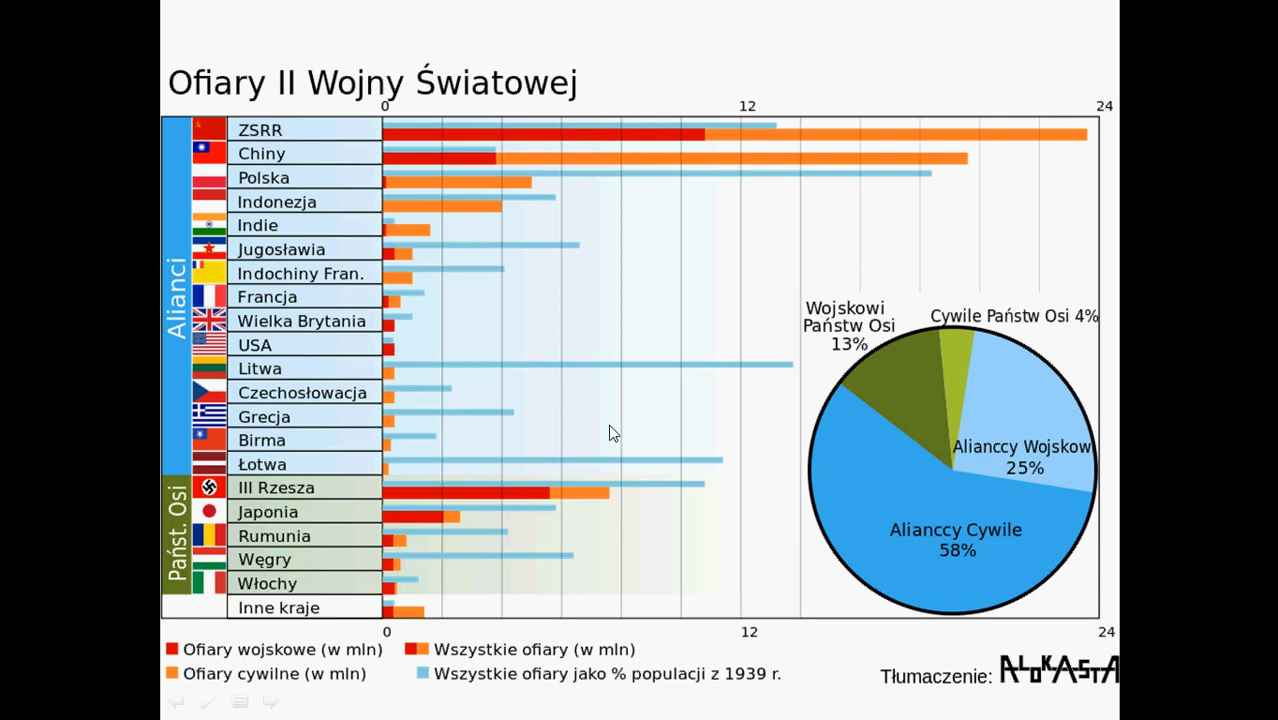 Ofiary II Wojny Światowej
0 12 24
Alianci
ZSRR
Chiny
Polska
Indonezja
Indie
Jugosławia
Indochiny Fran.
Francja
Wielka Brytania
USA
Litwa
Czechosłowacja
Grecja
Birma
Łotwa
Państ. Osi
III Rzesza
Japonia
Rumunia
Węgry
Włochy
Inne kraje
Wojskowi
Państw Osi
13%
Cywile Państw Osi 4%
Alianccy Wojskow
25%
Alianccy Cywile
58%
0 12 24
Ofiary wojskowe (w mln)
Wszystkie ofiary (w mln)
Ofiary cywilne (w mln)
Wszystkie ofiary jako % populacji z 1939 r.
Tłumaczenie: ALOKASTA